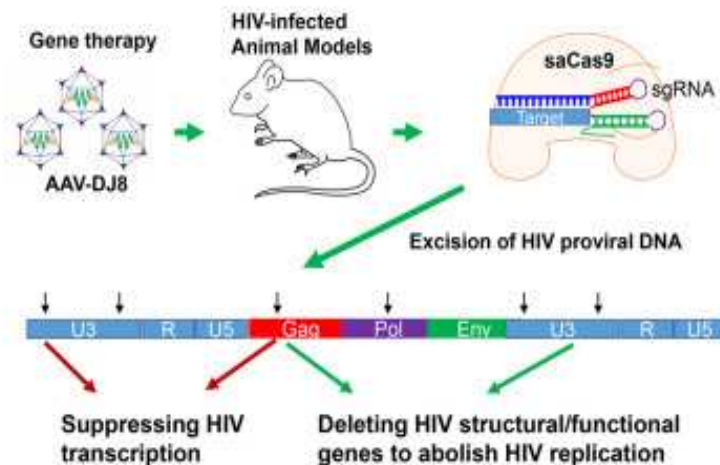 Gene therapy
HIV-infected
Animal Models
saCas9
sgRNA
Target
AAV-DJ8
Excision of HIV proviral DNA
U3 R U5 Gag Pol Env U3 R U5
Suppressing HIV
transcription
Deleting HIV structural/functional
genes to abolish HIV replication